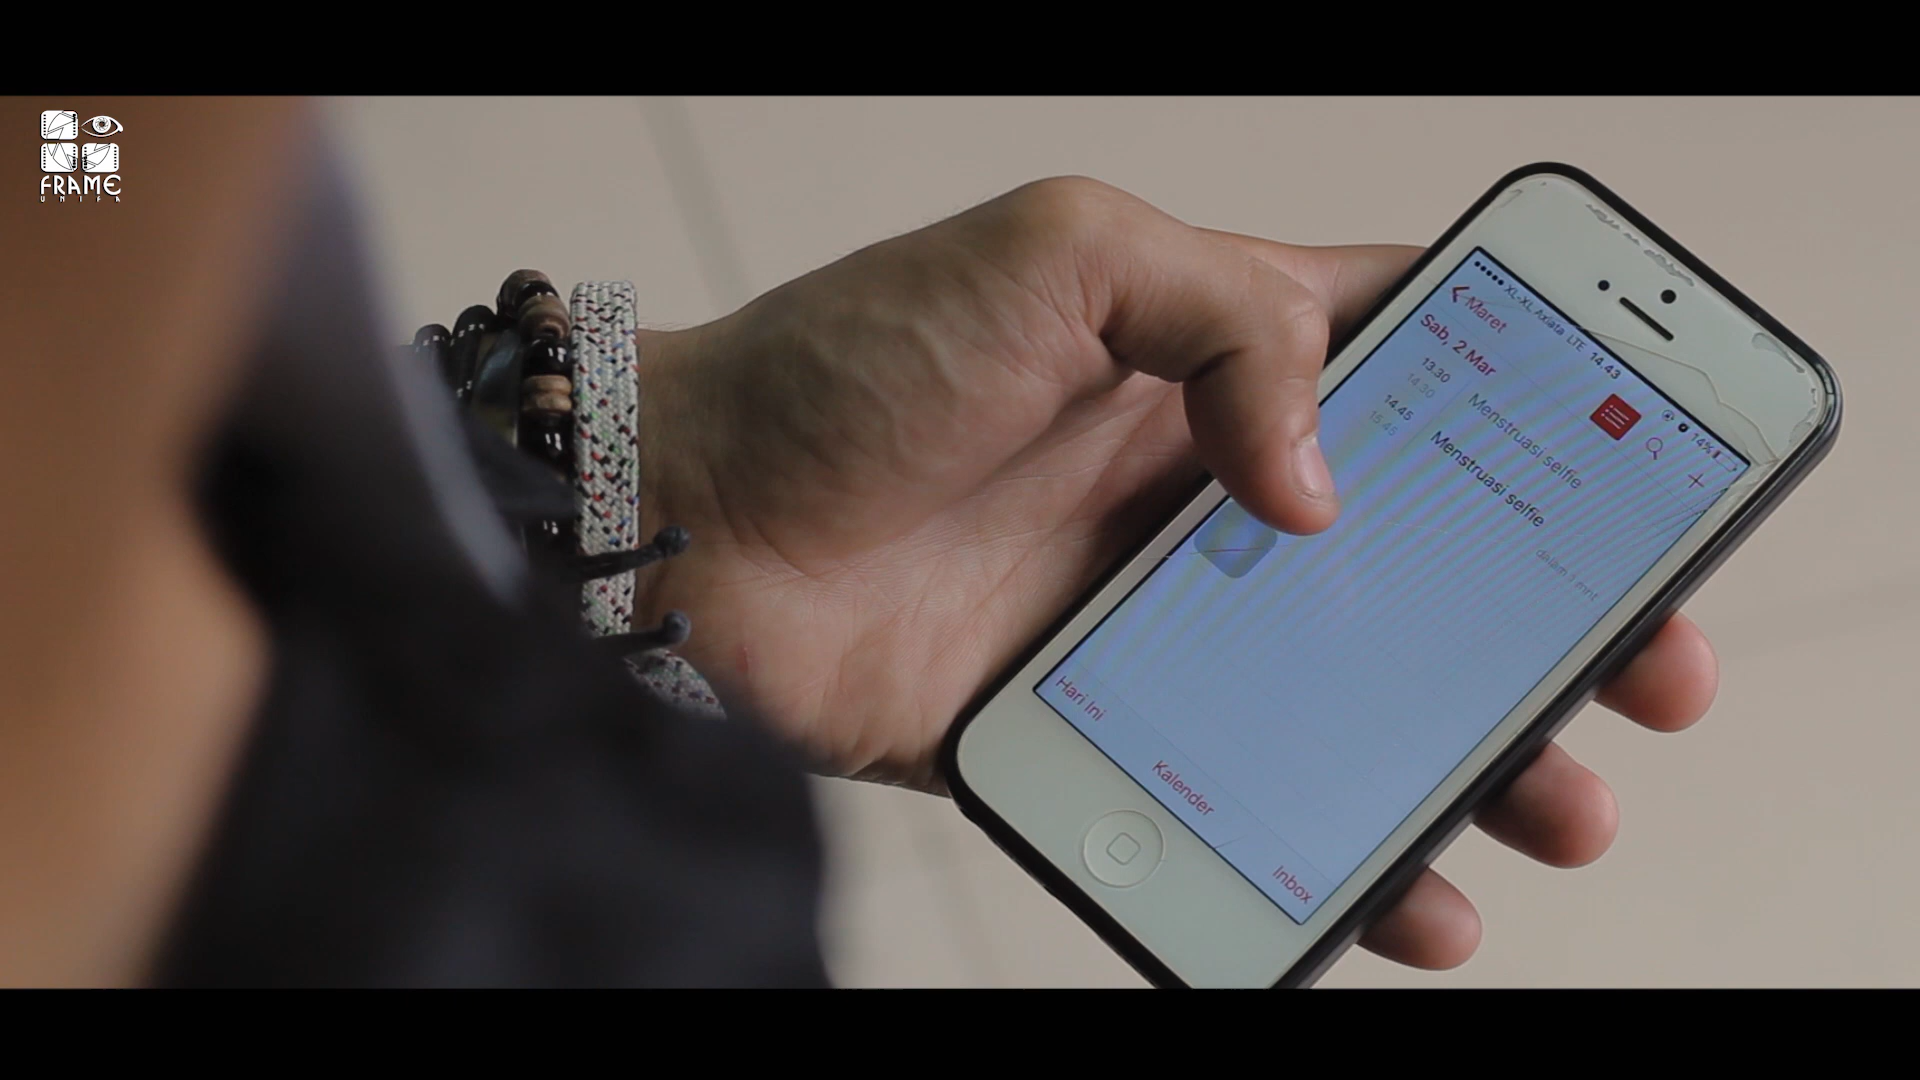 FRAME
UNIFA
XL-XL Axiata LTE 14.43 14%
Maret
Sab, 2 Mar
13.30 Menstruasi selfie
14.30
14.45 Menstruasi selfie
15.45
Hari Ini
Kalender
Inbox